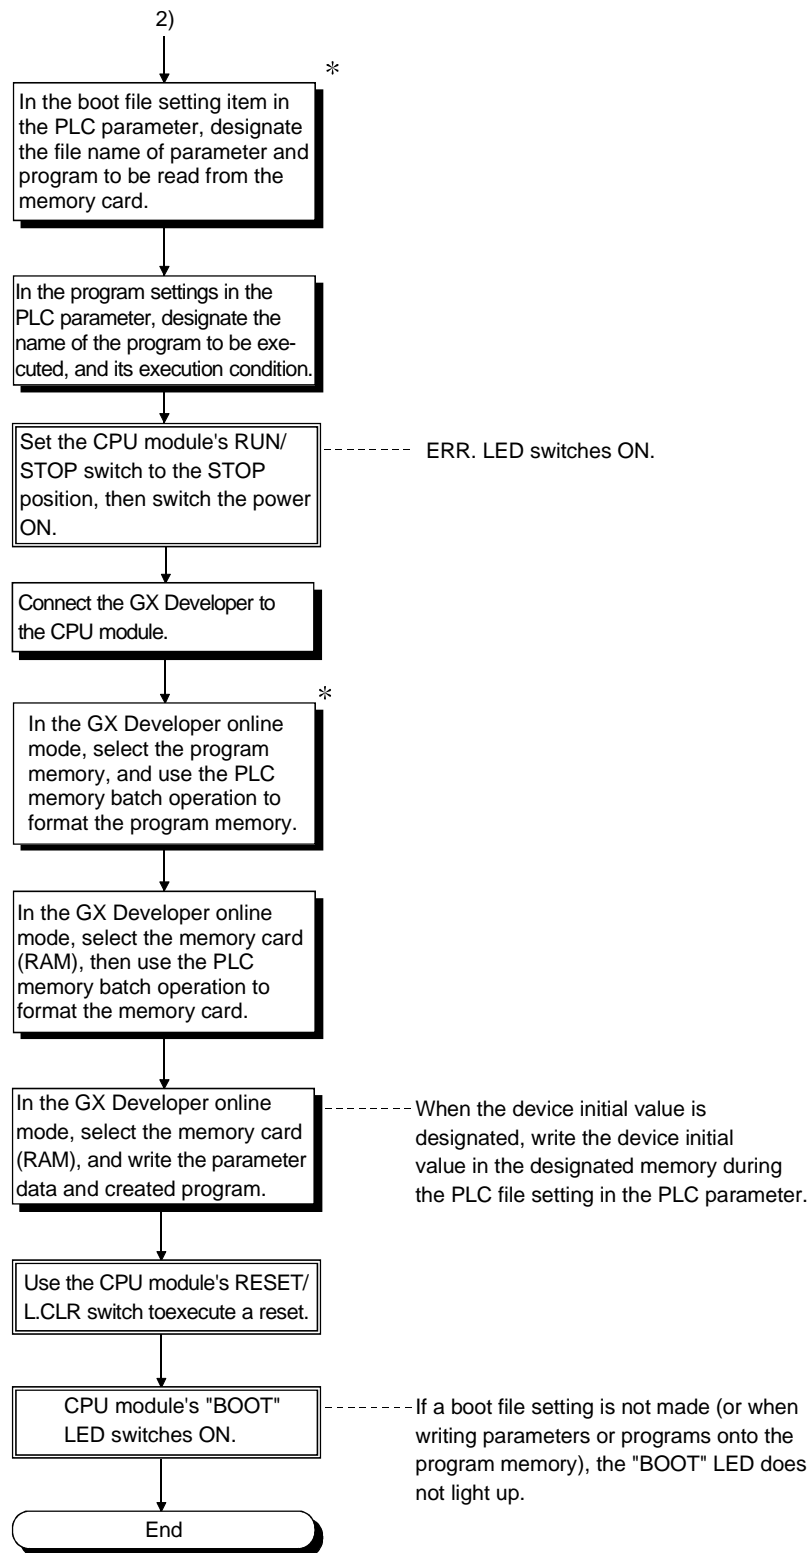 2)
*
In the boot file setting item in
the PLC parameter, designate
the file name of parameter and
program to be read from the
memory card.
In the program settings in the
PLC parameter, designate the
name of the program to be exe-
cuted, and its execution condition.
Set the CPU module's RUN/
STOP switch to the STOP
position, then switch the power
ON.
ERR. LED switches ON.
Connect the GX Developer to
the CPU module.
*
In the GX Developer online
mode, select the program
memory, and use the PLC
memory batch operation to
format the program memory.
In the GX Developer online
mode, select the memory card
(RAM), then use the PLC
memory batch operation to
format the memory card.
In the GX Developer online
mode, select the memory card
(RAM), and write the parameter
data and created program.
When the device initial value is
designated, write the device initial
value in the designated memory during
the PLC file setting in the PLC parameter.
Use the CPU module's RESET/
L.CLR switch toexecute a reset.
CPU module's "BOOT"
LED switches ON.
If a boot file setting is not made (or when
writing parameters or programs onto the
program memory), the "BOOT" LED does
not light up.
End